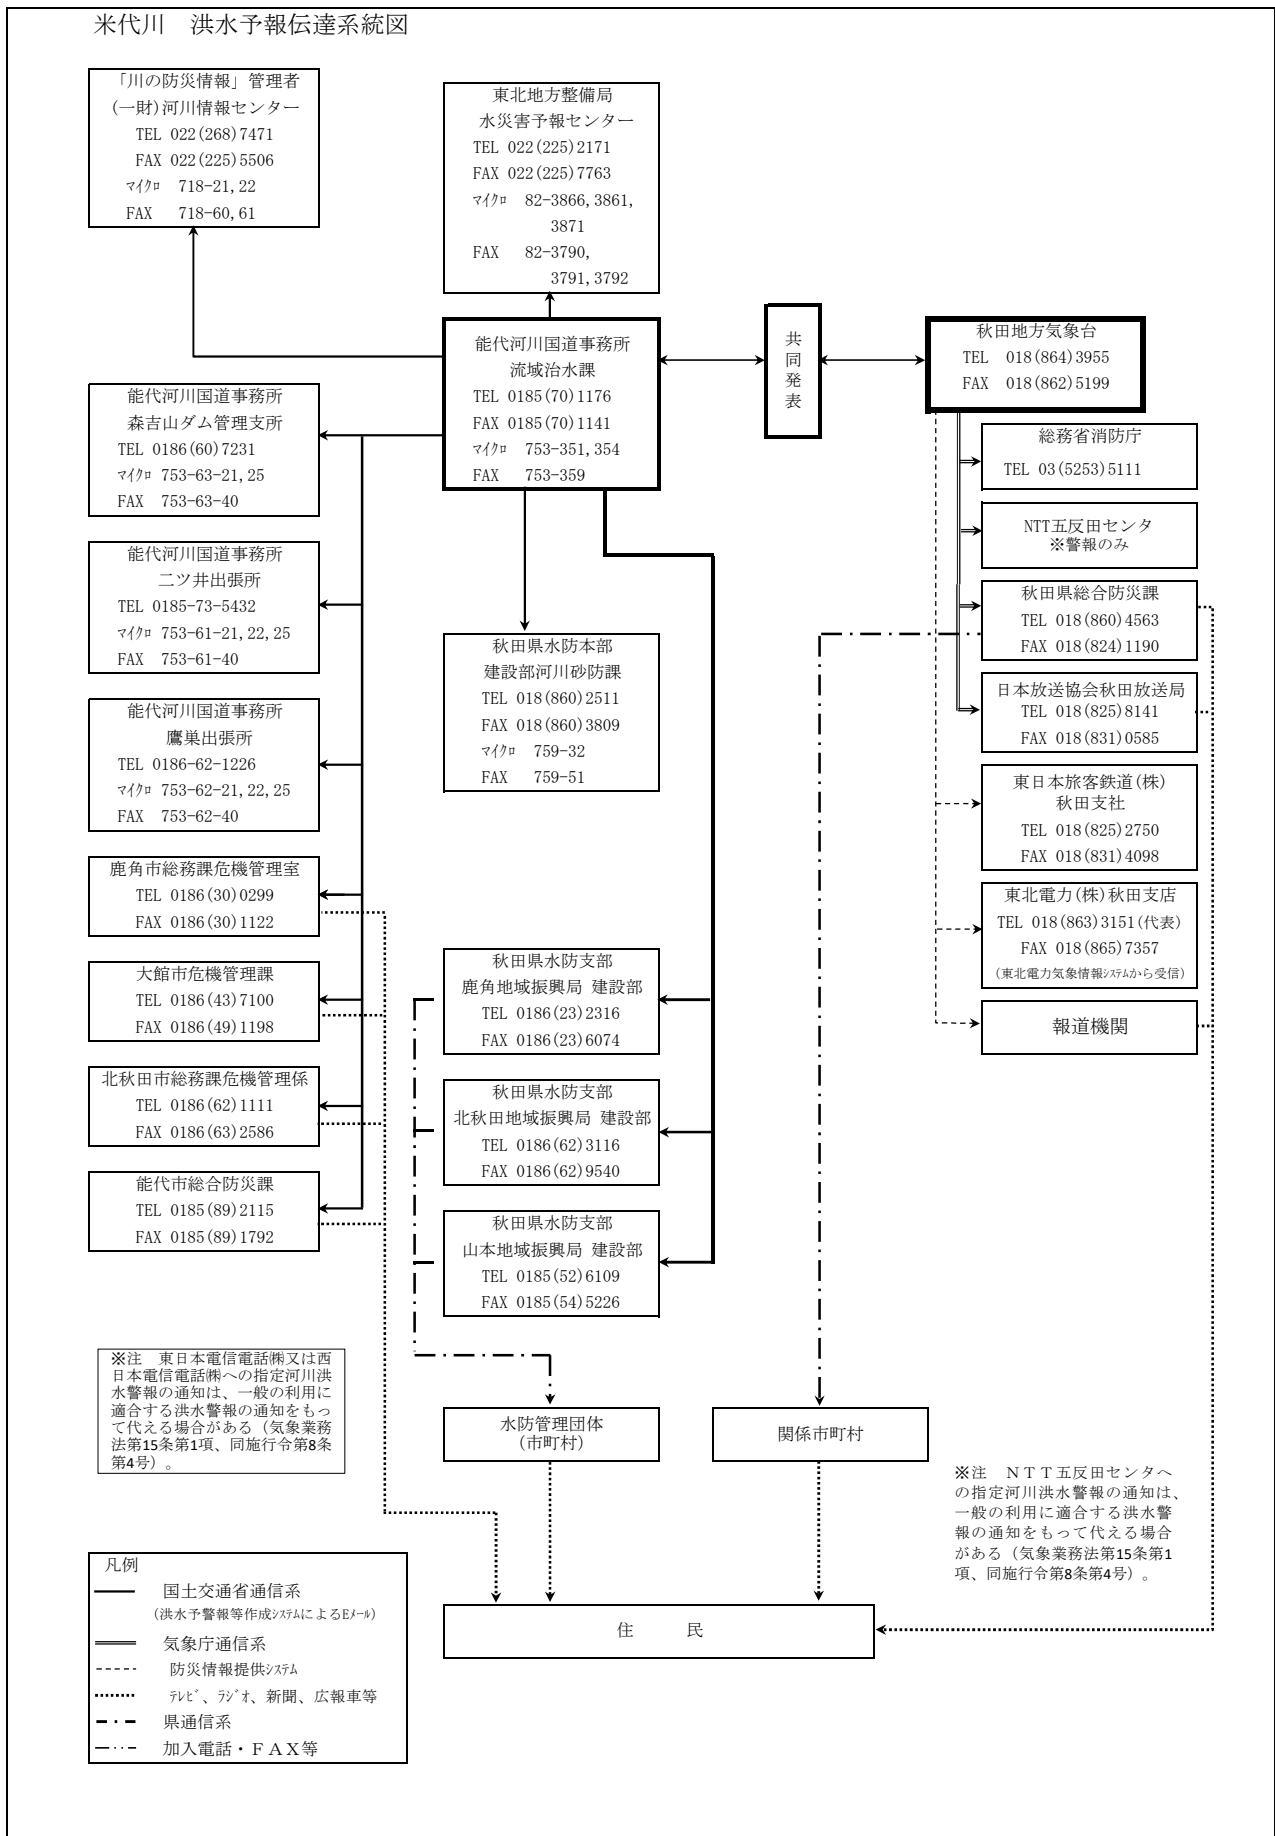 米代川　洪水予報伝達系統図
「川の防災情報」管理者
(一財)河川情報センター
TEL 022(268)7471
FAX 022(225)5506
ﾏｲｸﾛ 718-21,22
FAX 718-60,61
東北地方整備局
水災害予報センター
TEL 022(225)2171
FAX 022(225)7763
ﾏｲｸﾛ 82-3866,3861,
3871
FAX 82-3790,
3791,3792
能代河川国道事務所
流域治水課
TEL 0185(70)1176
FAX 0185(70)1141
ﾏｲｸﾛ 753-351,354
FAX 753-359
共
同
発
表
秋田地方気象台
TEL 018(864)3955
FAX 018(862)5199
能代河川国道事務所
森吉山ダム管理支所
TEL 0186(60)7231
ﾏｲｸﾛ 753-63-21,25
FAX 753-63-40
能代河川国道事務所
二ツ井出張所
TEL 0185-73-5432
ﾏｲｸﾛ 753-61-21,22,25
FAX 753-61-40
能代河川国道事務所
鷹巣出張所
TEL 0186-62-1226
ﾏｲｸﾛ 753-62-21,22,25
FAX 753-62-40
鹿角市総務課危機管理室
TEL 0186(30)0299
FAX 0186(30)1122
大館市危機管理課
TEL 0186(43)7100
FAX 0186(49)1198
北秋田市総務課危機管理係
TEL 0186(62)1111
FAX 0186(63)2586
能代市総合防災課
TEL 0185(89)2115
FAX 0185(89)1792
秋田県水防本部
建設部河川砂防課
TEL 018(860)2511
FAX 018(860)3809
ﾏｲｸﾛ 759-32
FAX 759-51
秋田県水防支部
鹿角地域振興局 建設部
TEL 0186(23)2316
FAX 0186(23)6074
秋田県水防支部
北秋田地域振興局 建設部
TEL 0186(62)3116
FAX 0186(62)9540
秋田県水防支部
山本地域振興局 建設部
TEL 0185(52)6109
FAX 0185(54)5226
総務省消防庁
TEL 03(5253)5111
NTT五反田センタ
※警報のみ
秋田県総合防災課
TEL 018(860)4563
FAX 018(824)1190
日本放送協会秋田放送局
TEL 018(825)8141
FAX 018(831)0585
東日本旅客鉄道(株)
秋田支社
TEL 018(825)2750
FAX 018(831)4098
東北電力(株)秋田支店
TEL 018(863)3151(代表)
FAX 018(865)7357
(東北電力気象情報ｼｽﾃﾑから受信)
報道機関
※注　東日本電信電話㈱又は西
日本電信電話㈱への指定河川洪
水警報の通知は、一般の利用に
適合する洪水警報の通知をもっ
て代える場合がある（気象業務
法第15条第1項、同施行令第8条
第4号）。
水防管理団体
(市町村)
関係市町村
※注　ＮＴＴ五反田センタへ
の指定河川洪水警報の通知は、
一般の利用に適合する洪水警
報の通知をもって代える場合
がある（気象業務法第15条第1
項、同施行令第8条第4号）。
住　　民
凡例
国土交通省通信系
(洪水予警報等作成ｼｽﾃﾑによるEﾒｰﾙ)
気象庁通信系
防災情報提供ｼｽﾃﾑ
ﾃﾚﾋﾞ、ﾗｼﾞｵ、新聞、広報車等
県通信系
加入電話・ＦＡＸ等